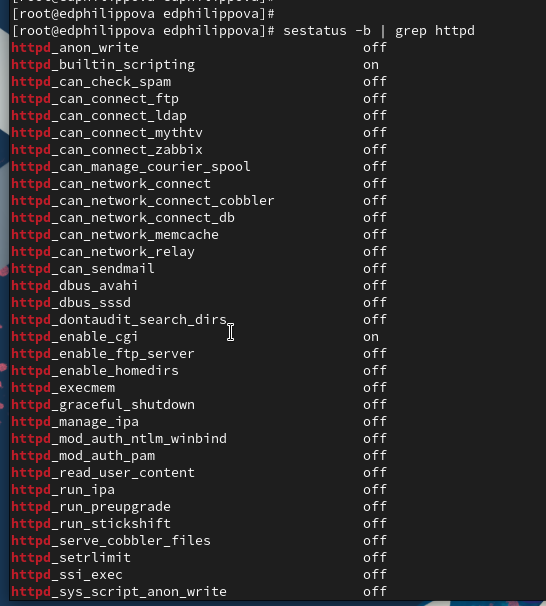 [root@edphilippova edphilippova]#
[root@edphilippova edphilippova]#
[root@edphilippova edphilippova]# sestatus -b | grep httpd
httpd_anon_write off
httpd_builtin_scripting on
httpd_can_check_spam off
httpd_can_connect_ftp off
httpd_can_connect_ldap off
httpd_can_connect_mythtv off
httpd_can_connect_zabbix off
httpd_can_manage_courier_spool off
httpd_can_network_connect off
httpd_can_network_connect_cobbler off
httpd_can_network_connect_db off
httpd_can_network_memcache off
httpd_can_network_relay off
httpd_can_sendmail off
httpd_dbus_avahi off
httpd_dbus_sssd off
httpd_dontaudit_search_dirs off
httpd_enable_cgi on
httpd_enable_ftp_server off
httpd_enable_homedirs off
httpd_execmem off
httpd_graceful_shutdown off
httpd_manage_ipa off
httpd_mod_auth_ntlm_winbind off
httpd_mod_auth_pam off
httpd_read_user_content off
httpd_run_ipa off
httpd_run_preupgrade off
httpd_run_stickshift off
httpd_serve_cobbler_files off
httpd_setrlimit off
httpd_ssi_exec off
httpd_sys_script_anon_write off